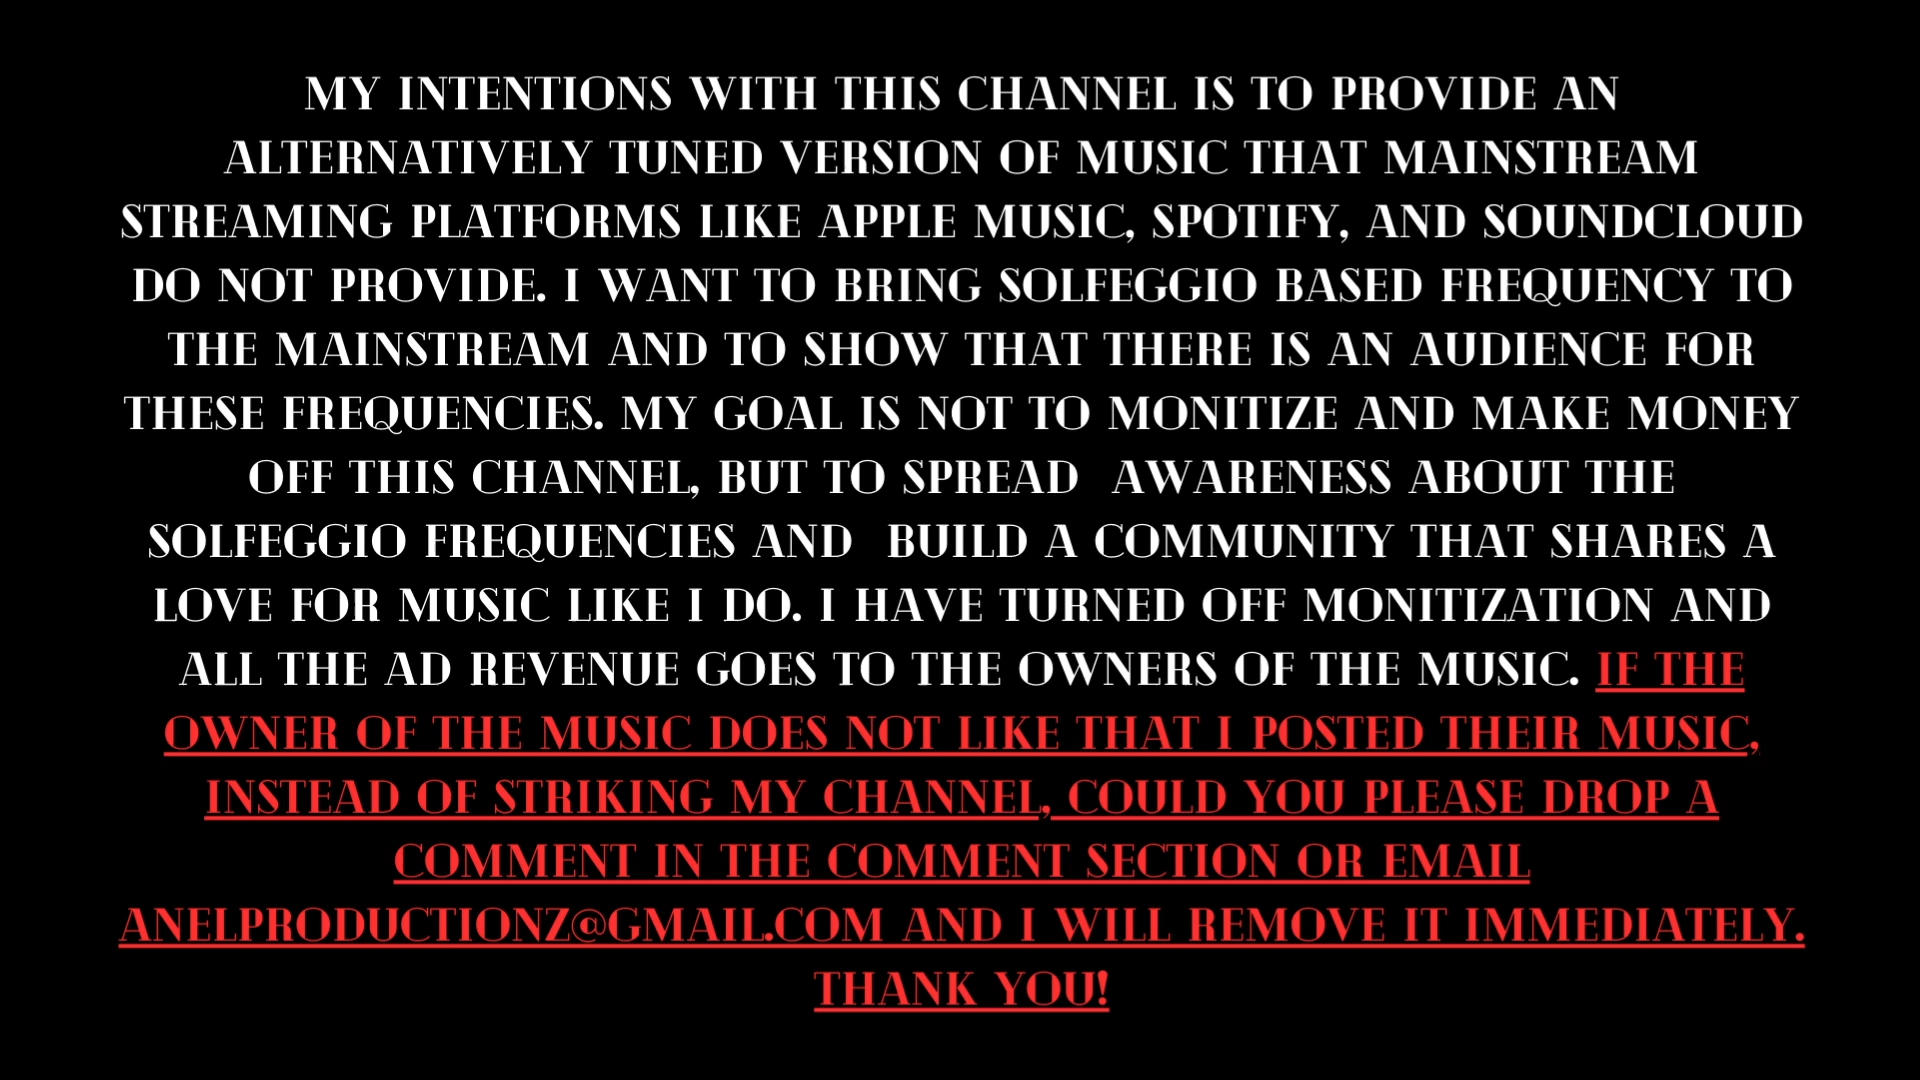 MY INTENTIONS WITH THIS CHANNEL IS TO PROVIDE AN
ALTERNATIVELY TUNED VERSION OF MUSIC THAT MAINSTREAM
STREAMING PLATFORMS LIKE APPLE MUSIC, SPOTIFY, AND SOUNDCLOUD
DO NOT PROVIDE. I WANT TO BRING SOLFEGGIO BASED FREQUENCY TO
THE MAINSTREAM AND TO SHOW THAT THERE IS AN AUDIENCE FOR
THESE FREQUENCIES. MY GOAL IS NOT TO MONITIZE AND MAKE MONEY
OFF THIS CHANNEL, BUT TO SPREAD  AWARENESS ABOUT THE
SOLFEGGIO FREQUENCIES AND  BUILD A COMMUNITY THAT SHARES A
LOVE FOR MUSIC LIKE I DO. I HAVE TURNED OFF MONITIZATION AND
ALL THE AD REVENUE GOES TO THE OWNERS OF THE MUSIC. IF THE
OWNER OF THE MUSIC DOES NOT LIKE THAT I POSTED THEIR MUSIC,
INSTEAD OF STRIKING MY CHANNEL, COULD YOU PLEASE DROP A
COMMENT IN THE COMMENT SECTION OR EMAIL
ANELPRODUCTIONZ@GMAIL.COM AND I WILL REMOVE IT IMMEDIATELY.
THANK YOU!